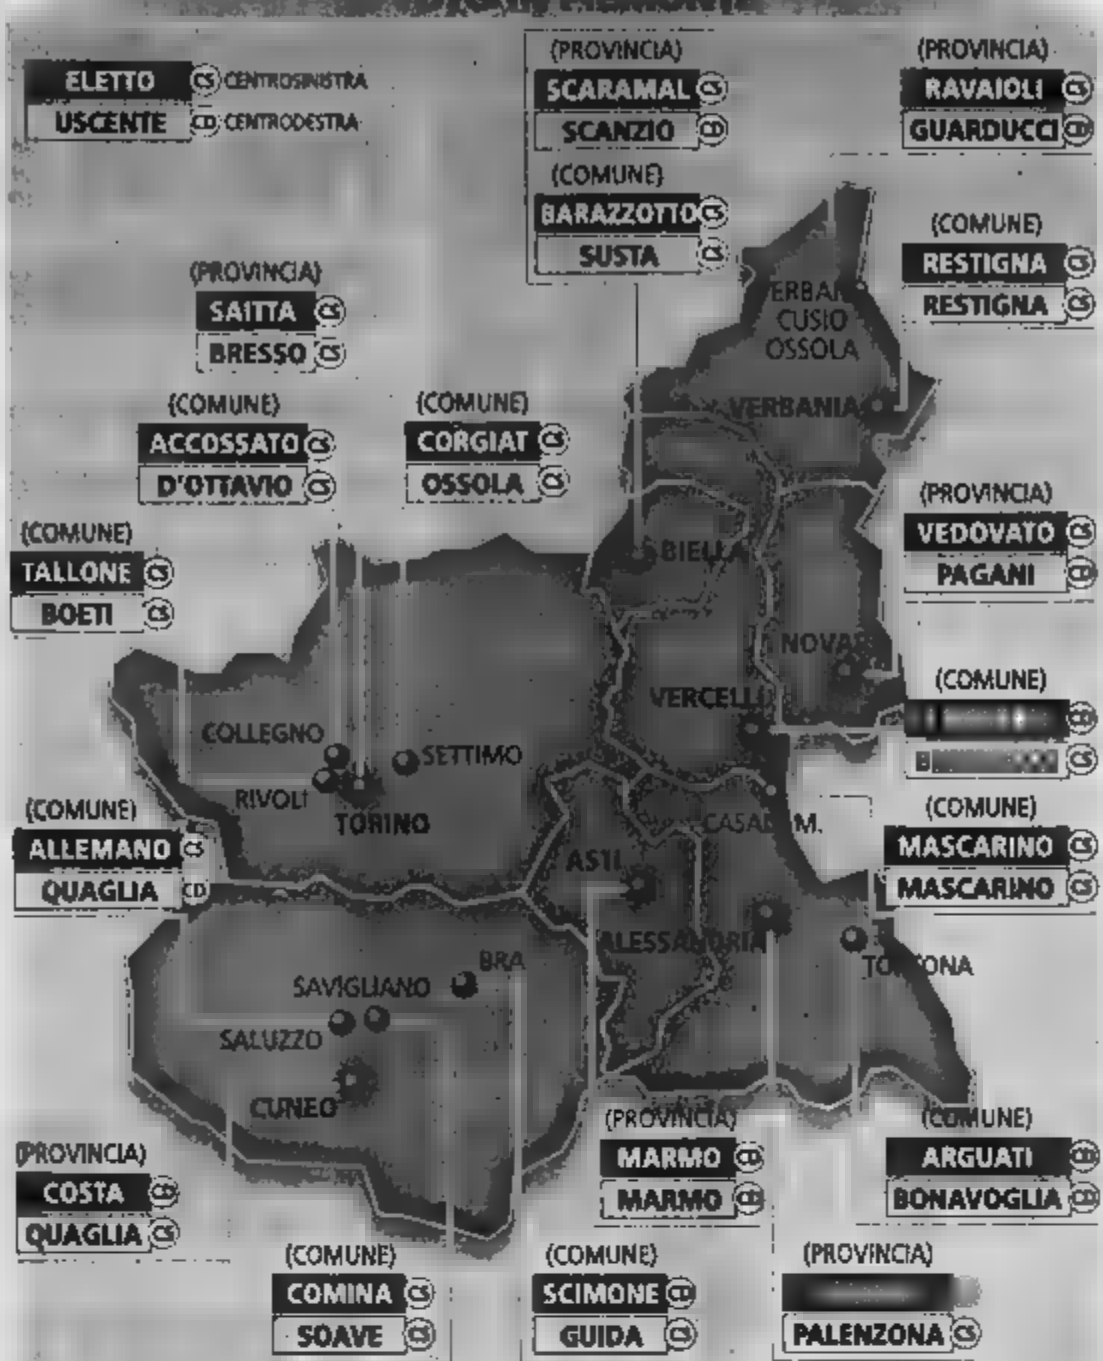 ELETTO CS CENTROSINISTRA
USCENTE CD CENTRODESTRA
(PROVINCIA)
SCARAMAL CS
SCANZIO CD
(COMUNE)
BARAZZOTTO CS
SUSTA CS
(PROVINCIA)
RAVAIOLI CS
GUARDUCCI CD
(COMUNE)
RESTIGNA CS
RESTIGNA CS
(PROVINCIA)
SAITTA CS
BRESSO CS
(COMUNE)
ACCOSSATO CS
D'OTTAVIO CS
(COMUNE)
CORGIAT CS
OSSOLA CS
(COMUNE)
TALLONE CS
BOETI CS
CUSIO
OSSOLA
VERBANIA
(PROVINCIA)
VEDOVATO CS
PAGANI CD
BIELLA
VERCELLI
(COMUNE)
CD
CS
COLLEGNO
SETTIMO
RIVOLI
TORINO
(COMUNE)
ALLEMANO CS
QUAGLIA CD
MASCARINO CS
MASCARINO CS
ASTI
ALESSANDRIA
TORTONA
BRA
SAVIGLIANO
SALUZZO
CUNEO
(PROVINCIA)
COSTA CD
QUAGLIA CS
(PROVINCIA)
MARMO CD
MARMO CD
(COMUNE)
ARGUATI CD
BONAVOGLIA CD
(COMUNE)
COMINA CS
SOAVE CS
(COMUNE)
SCIMONE CD
GUIDA CS
(PROVINCIA)
PALENZONA CS